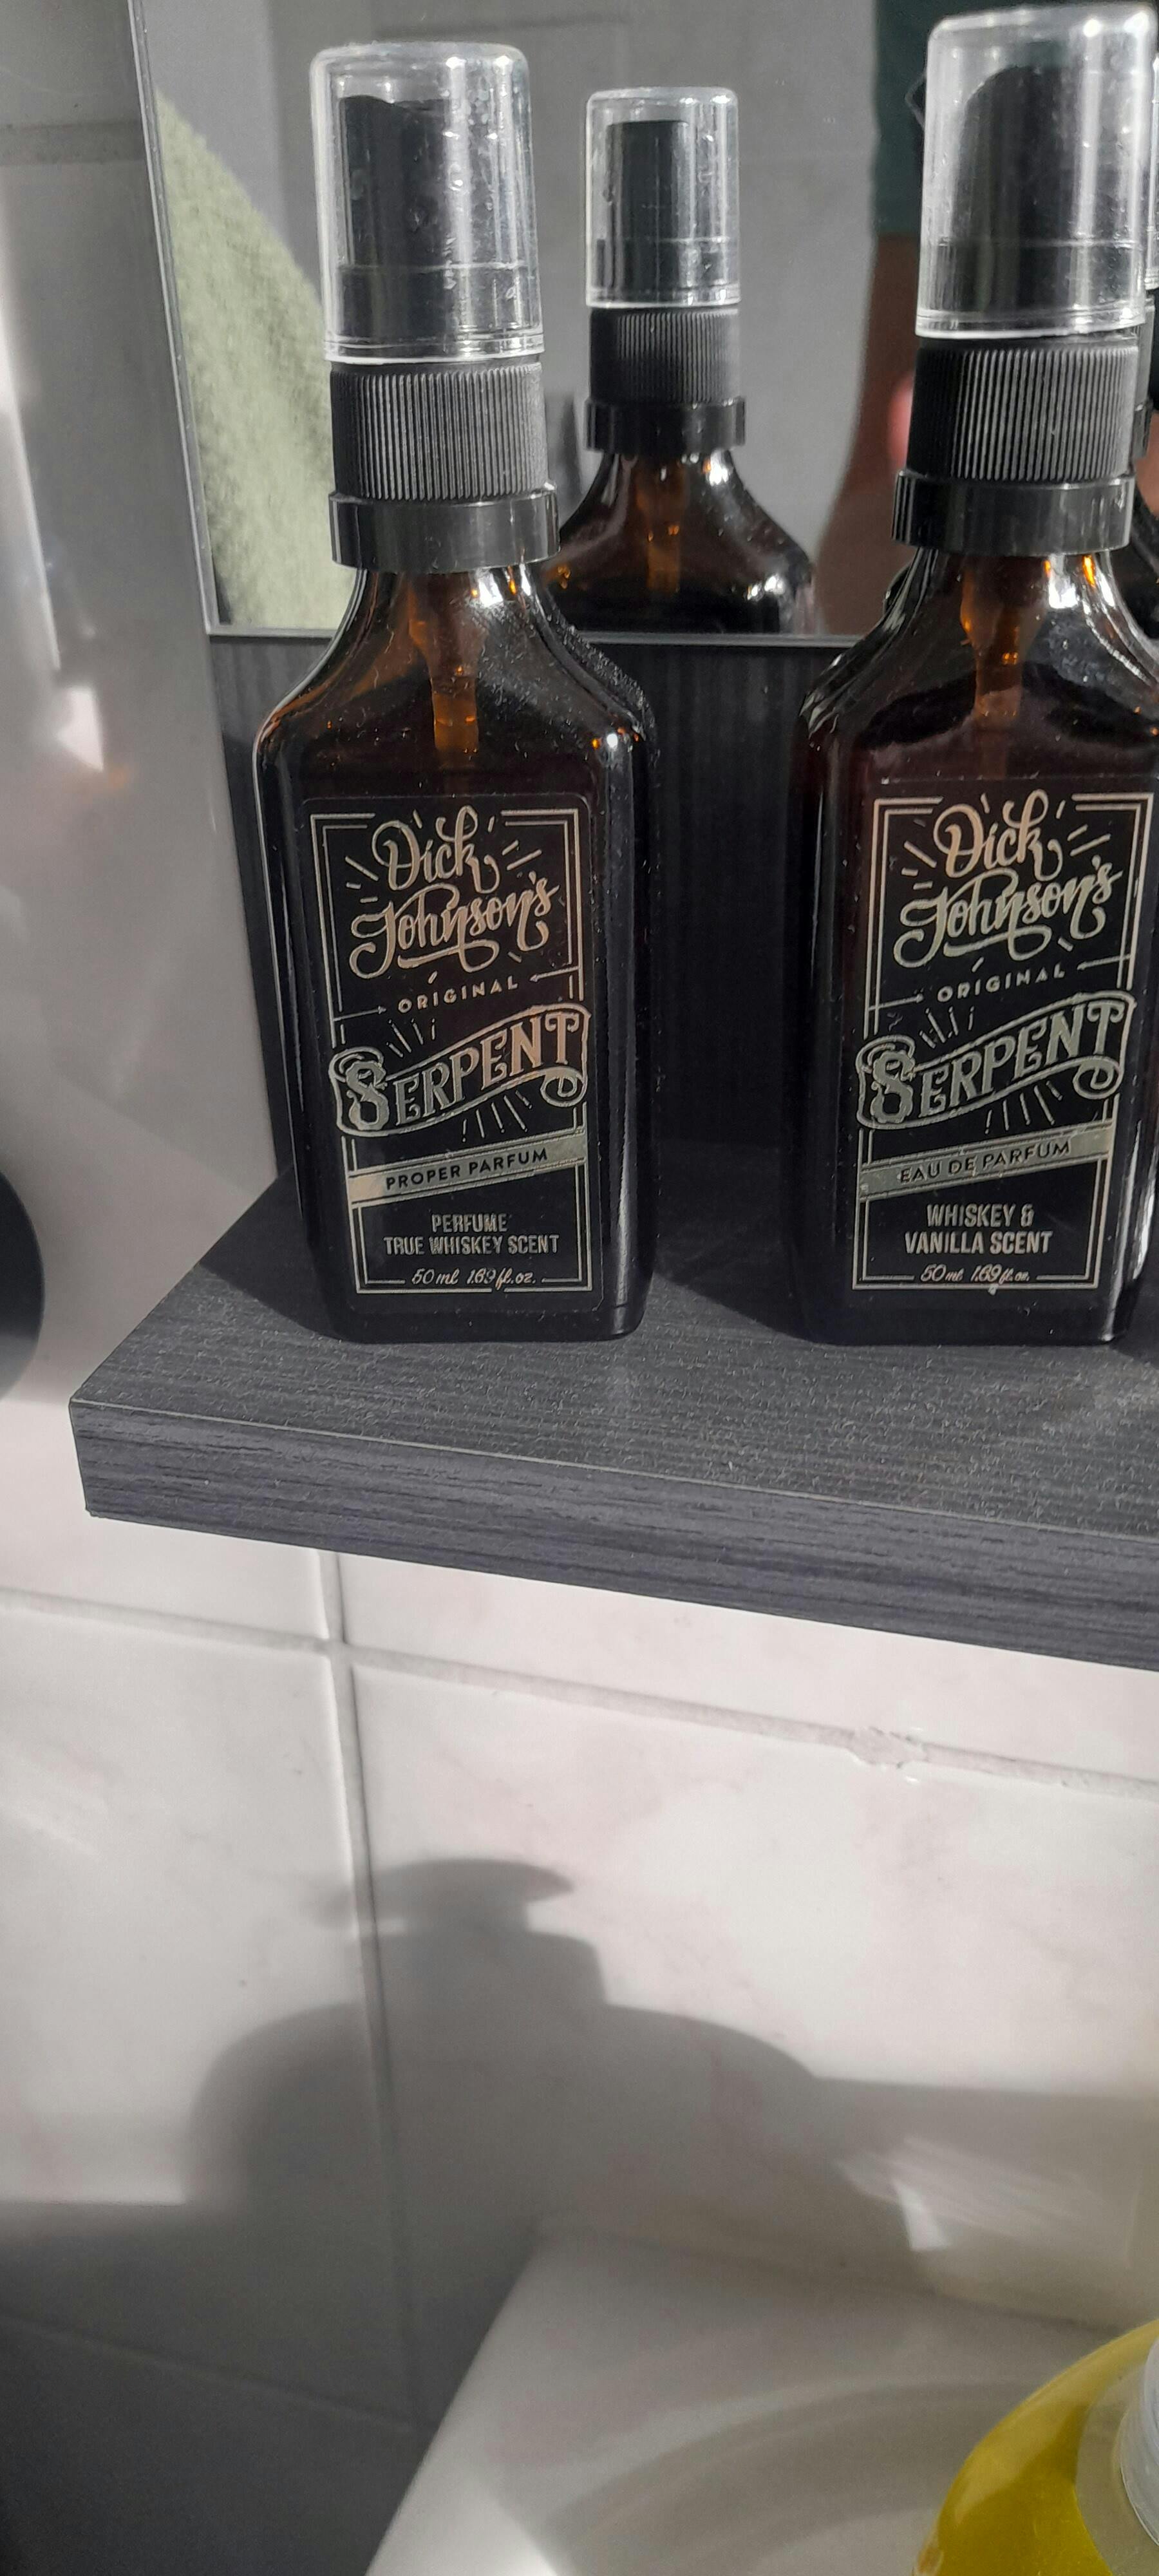 Dick
Johnson's
ORIGINAL
SERPENT
PROPER PARFUM
PERFUME
TRUE WHISKEY SCENT
50 ml 1.69 fl.oz.
Dick
Johnson's
ORIGINAL
SERPENT
EAU DE PARFUM
WHISKEY &
VANILLA SCENT
50 ml 1.69 fl.oz.